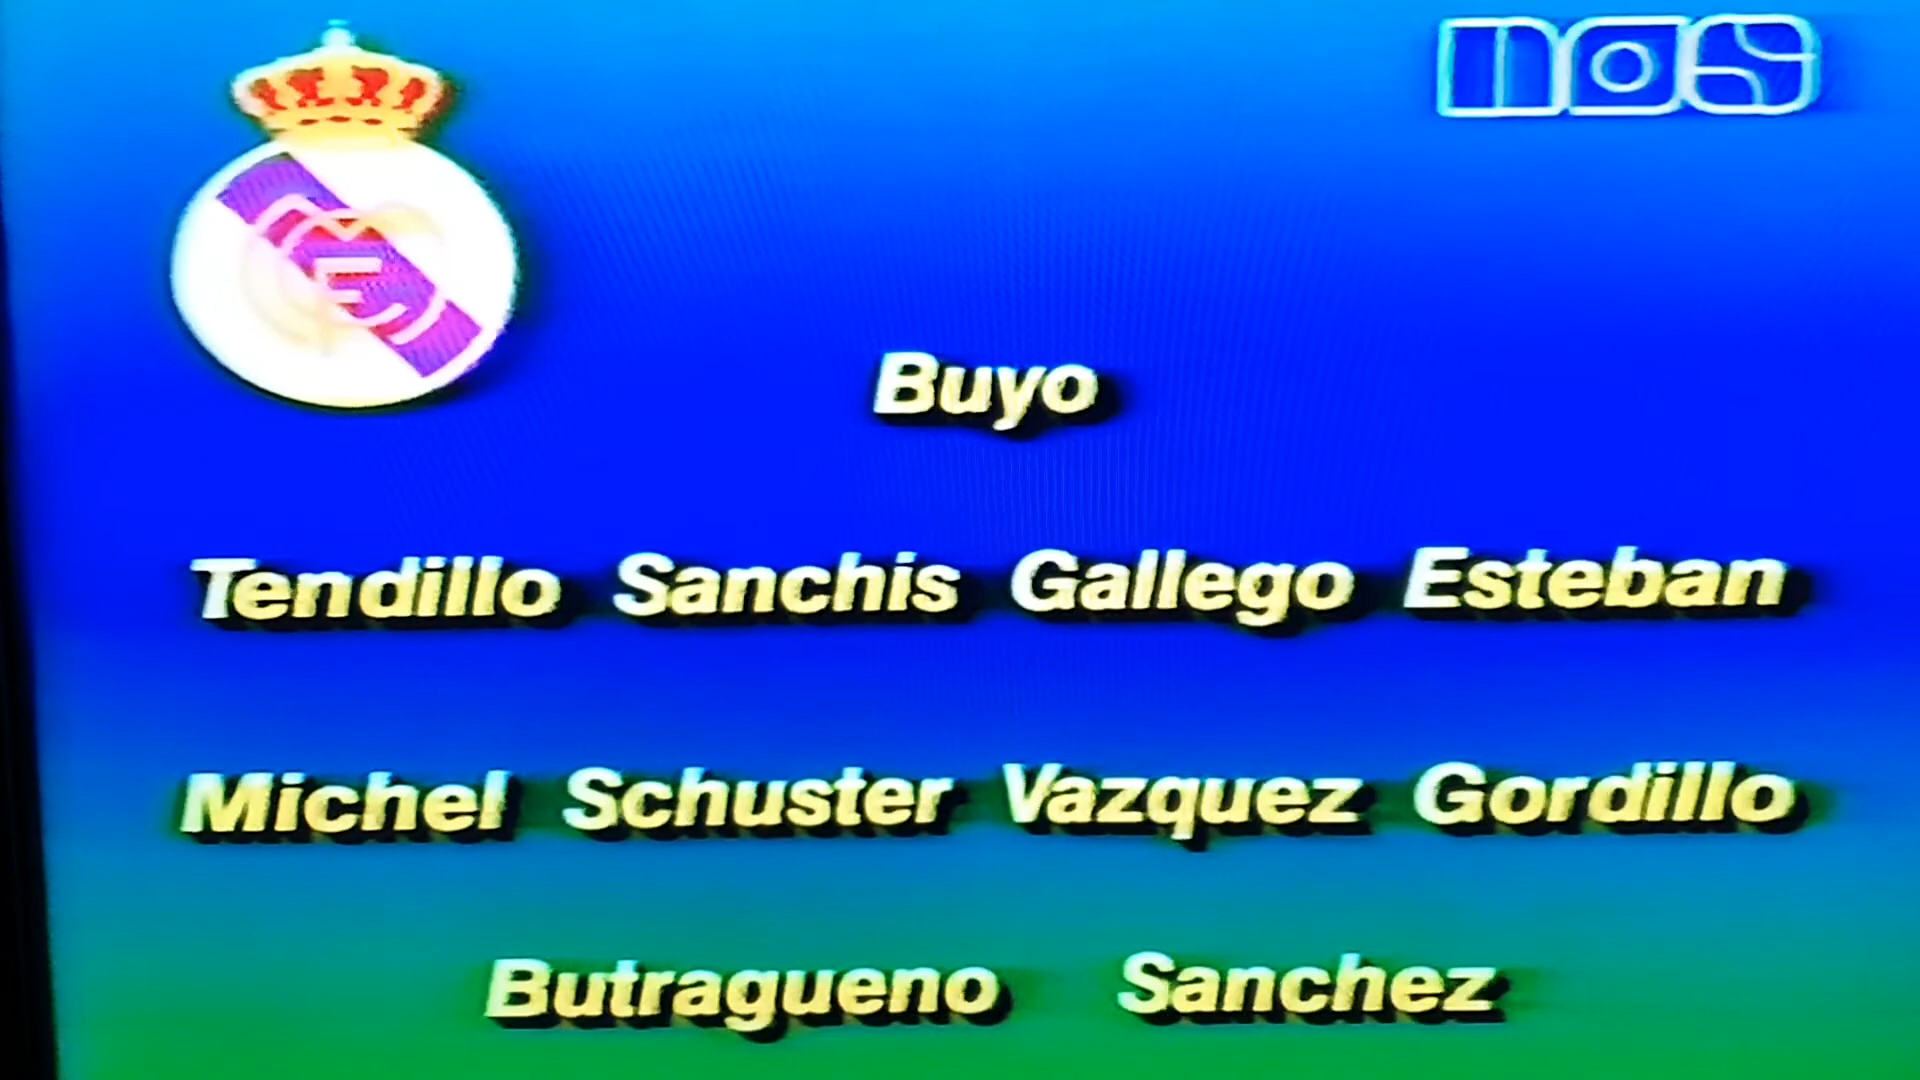 nos
Buyo
Tendillo Sanchis Gallego Esteban
Michel Schuster Vazquez Gordillo
Butragueno Sanchez